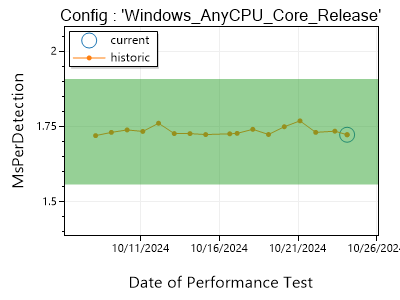 Config : 'Windows_AnyCPU_Core_Release'
current
historic
MsPerDetection
2
1.75
1.5
10/11/2024
10/16/2024
10/21/2024
10/26/2024
Date of Performance Test